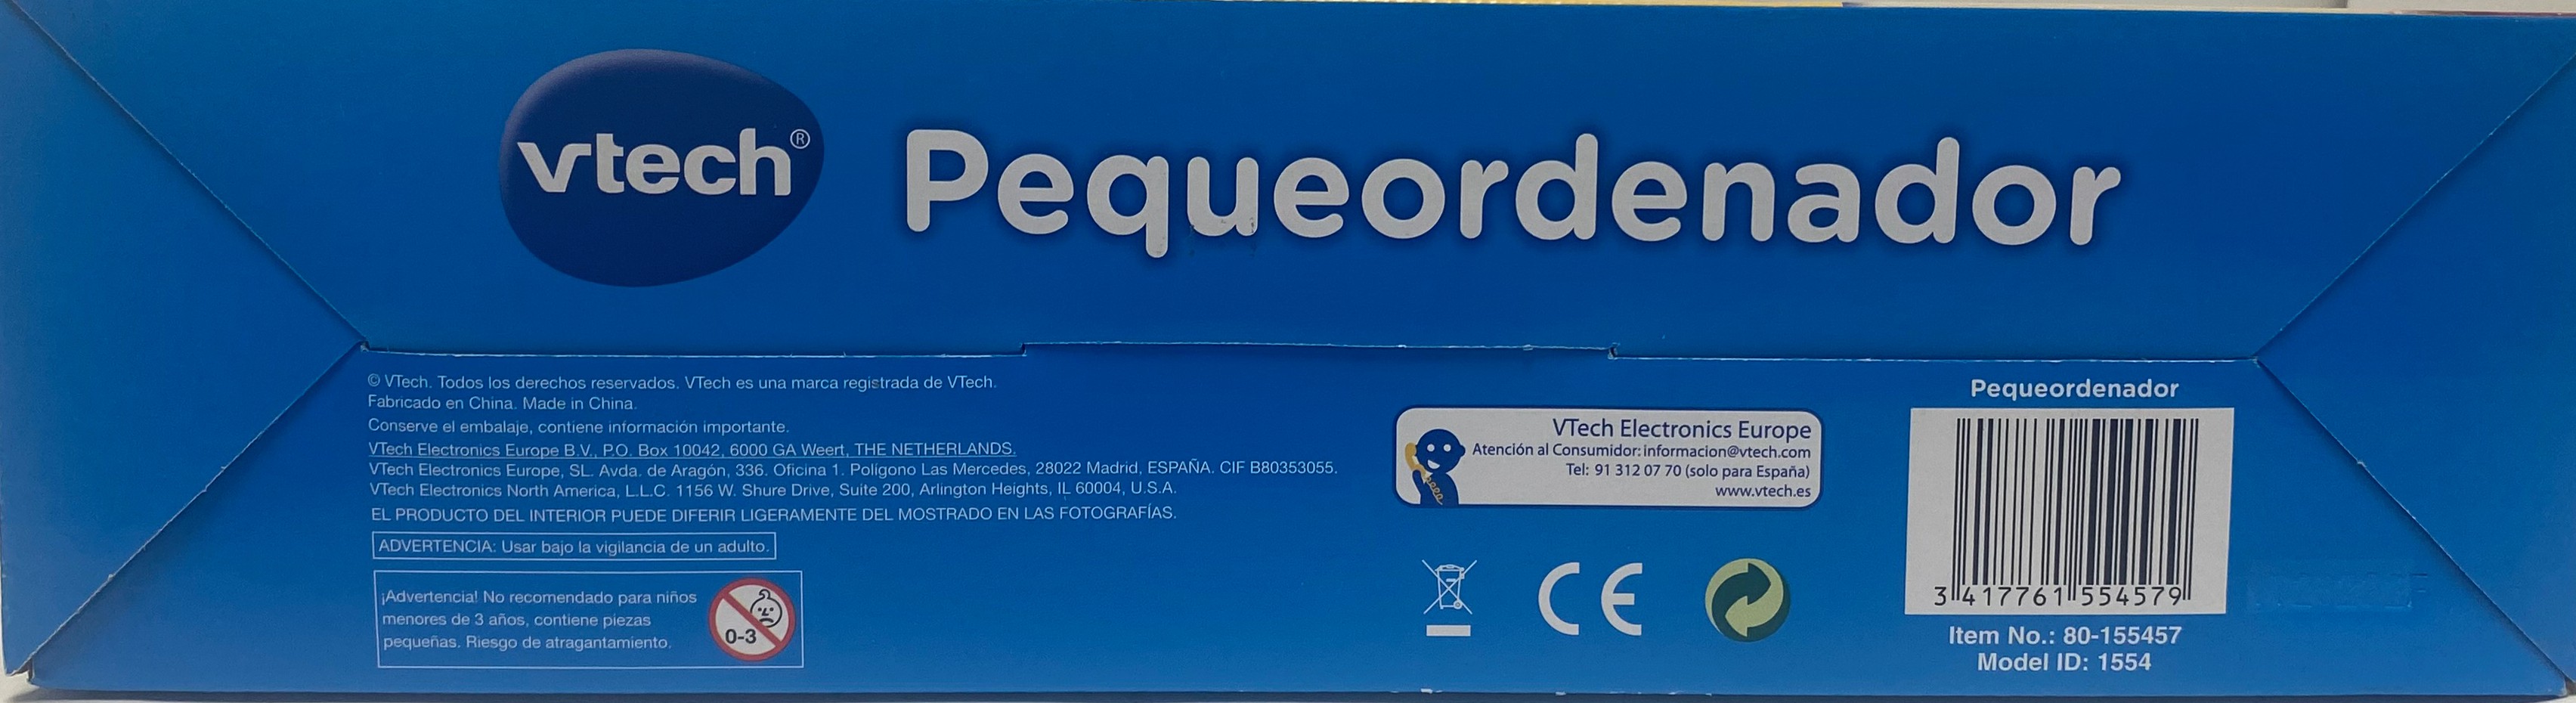 vtech®
Pequeordenador
© VTech. Todos los derechos reservados. VTech es una marca registrada de VTech.
Fabricado en China. Made in China.
Conserve el embalaje, contiene información importante.
VTech Electronics Europe B.V., P.O. Box 10042, 6000 GA Weert, THE NETHERLANDS.
VTech Electronics Europe, SL. Avda. de Aragón, 336. Oficina 1. Poligono Las Mercedes, 28022 Madrid, ESPAÑA. CIF B80353055.
VTech Electronics North America, L.L.C. 1156 W. Shure Drive, Suite 200, Arlington Heights, IL 60004, U.S.A.
EL PRODUCTO DEL INTERIOR PUEDE DIFERIR LIGERAMENTE DEL MOSTRADO EN LAS FOTOGRAFÍAS.
ADVERTENCIA: Usar bajo la vigilancia de un adulto.
¡Advertencia! No recomendado para niños
menores de 3 años, contiene piezas
pequeñas. Riesgo de atragantamiento.
0-3
VTech Electronics Europe
Atención al Consumidor: informacion@vtech.com
Tel: 91 312 07 70 (solo para España)
www.vtech.es
CE
Pequeordenador
3 417761 554579
Item No.: 80-155457
Model ID: 1554